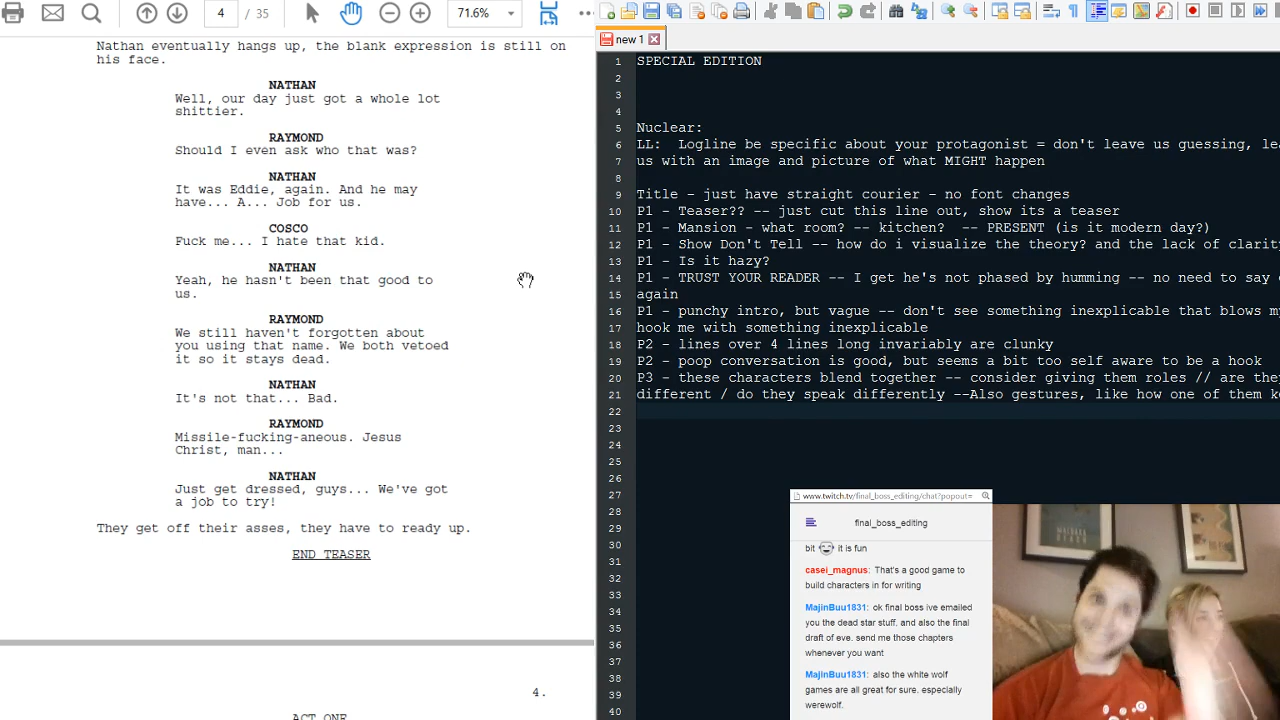 4 / 35
71.6%
Nathan eventually hangs up, the blank expression is still on
his face.
NATHAN
Well, our day just got a whole lot
shittier.
RAYMOND
Should I even ask who that was?
NATHAN
It was Eddie, again. And he may
have... A... Job for us.
COSCO
Fuck me... I hate that kid.
NATHAN
Yeah, he hasn't been that good to
us.
RAYMOND
We still haven't forgotten about
you using that name. We both vetoed
it so it stays dead.
NATHAN
It's not that... Bad.
RAYMOND
Missile-fucking-aneous. Jesus
Christ, man...
NATHAN
Just get dressed, guys... We've got
a job to try!
They get off their asses, they have to ready up.
END TEASER
4.
ACT ONE
new 1
1 SPECIAL EDITION
2
3
4
5 Nuclear:
6 LL: Logline be specific about your protagonist = don't leave us guessing, lea
7 us with an image and picture of what MIGHT happen
8
9 Title - just have straight courier - no font changes
10 P1 - Teaser?? -- just cut this line out, show its a teaser
11 P1 - Mansion - what room? -- kitchen? -- PRESENT (is it modern day?)
12 P1 - Show Don't Tell -- how do i visualize the theory? and the lack of clarit
13 P1 - Is it hazy?
14 P1 - TRUST YOUR READER -- I get he's not phased by humming -- no need to say
15 again
16 P1 - punchy intro, but vague -- don't see something inexplicable that blows m
17 hook me with something inexplicable
18 P2 - lines over 4 lines long invariably are clunky
19 P2 - poop conversation is good, but seems a bit too self aware to be a hook
20 P3 - these characters blend together -- consider giving them roles // are the
21 different / do they speak differently --Also gestures, like how one of them k
22
23
24
25
26
27
28
29
30
31
32
33
34
35
36
37
38
39
40
www.twitch.tv/final_boss_editing/chat?popout=
final_boss_editing
bit it is fun
casei_magnus: That's a good game to
build characters in for writing
MajinBuu1831: ok final boss ive emailed
you the dead star stuff. and also the final
draft of eve. send me those chapters
whenever you want
MajinBuu1831: also the white wolf
games are all great for sure. especially
werewolf.